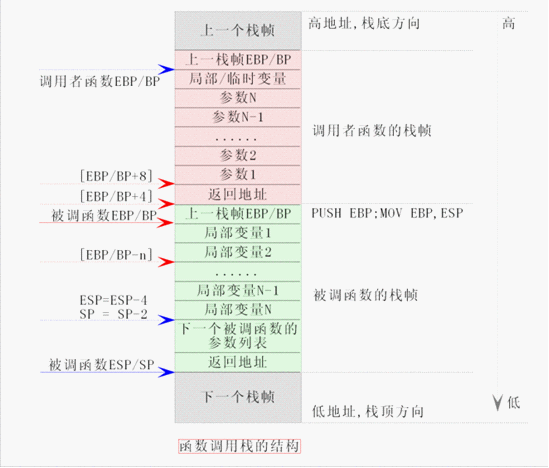 上一个栈帧
高地址,栈底方向
高
上一栈帧EBP/BP
调用者函数EBP/BP
局部/临时变量
参数N
参数N-1
......
参数2
参数1
调用者函数的栈帧
[EBP/BP+8]
[EBP/BP+4]
返回地址
被调函数EBP/BP
上一栈帧EBP/BP
PUSH EBP;MOV EBP,ESP
局部变量1
局部变量2
[EBP/BP-n]
......
局部变量N-1
局部变量N
被调函数的栈帧
ESP=ESP-4
SP = SP-2
下一个被调函数的
参数列表
返回地址
被调函数ESP/SP
下一个栈帧
低地址,栈顶方向
低
函数调用栈的结构